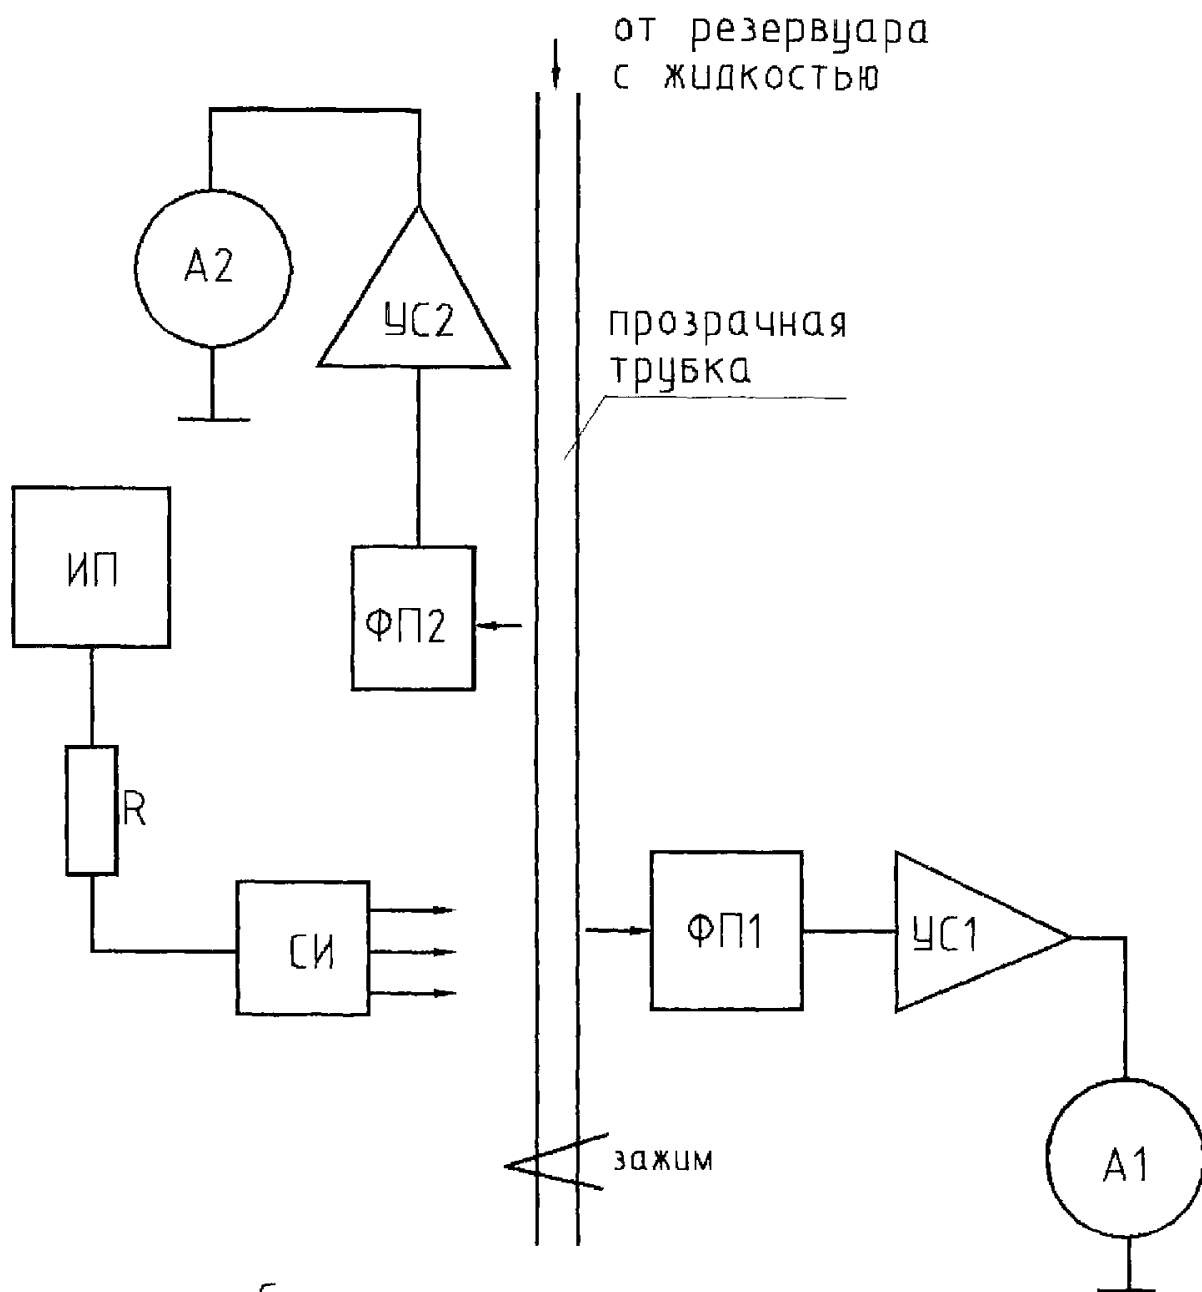 от резервуара
с жидкостью
А2
УС2
прозрачная
трубка
ИП
ФП2
R
СИ
ФП1
УС1
зажим
А1